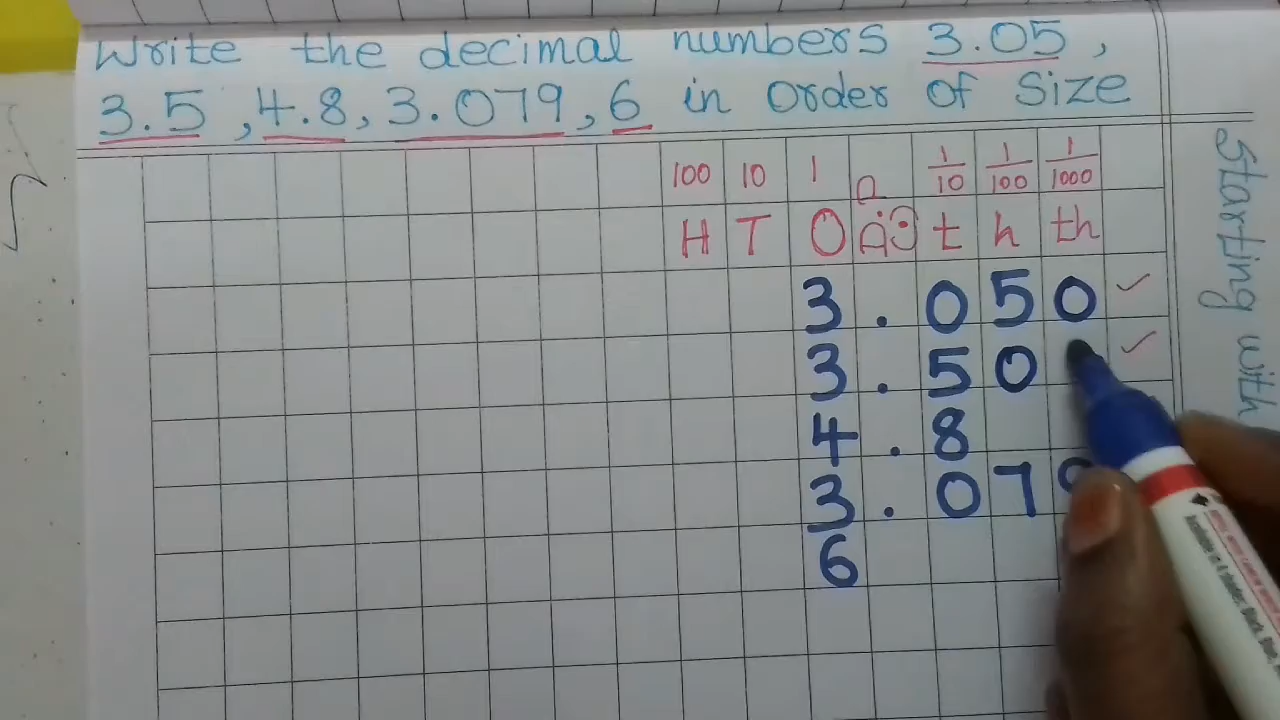 Write the decimal numbers 3.05,
3.5, 4.8, 3.079, 6 in order of Size
Starting with
100 10 1 1/10 1/100 1/1000
H T O t h th
3 . 0 5 0 ✓
3 . 5 0 ✓
4 . 8
3 . 0 7 9
6